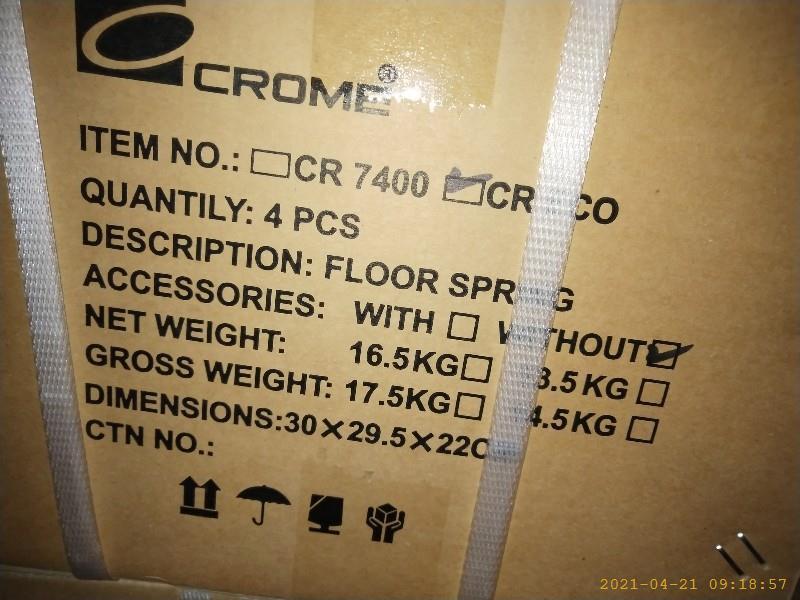 CROME®
ITEM NO.: CR 7400
QUANTILY: 4 PCS
DESCRIPTION: FLOOR
ACCESSORIES: WITH WITHOUT
NET WEIGHT: 16.5KG
GROSS WEIGHT: 17.5KG
DIMENSIONS:30×29.5×22
CTN NO.:
2021-04-21 09:18:57